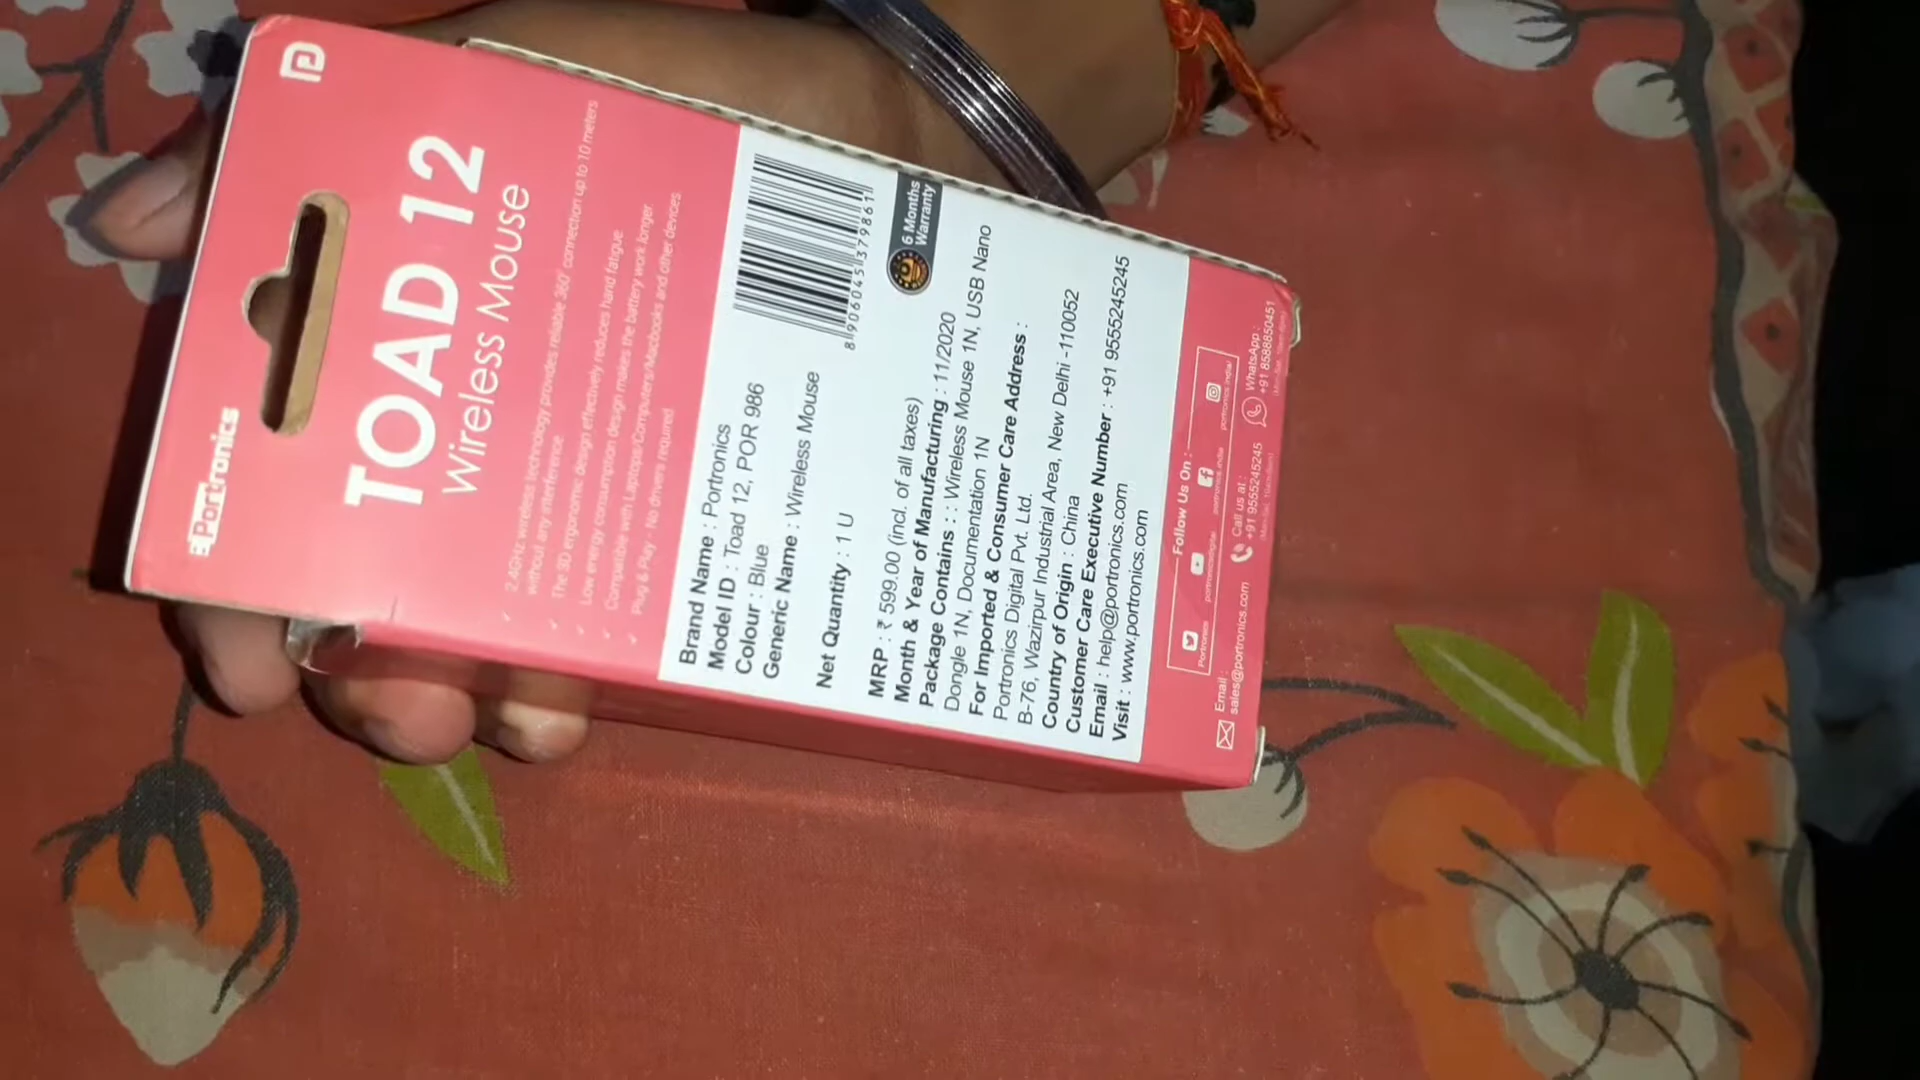 Portronics
TOAD 12
Wireless Mouse
2.4GHz wireless technology provides reliable 360° connection up to 10 meters
without any interference
The 3D ergonomic design effectively reduces hand fatigue
Low energy consumption design makes the battery work longer.
Compatible with Laptops/Computers/Macbooks and other devices
Plug & Play - No drivers required
Brand Name : Portronics
Model ID : Toad 12, POR 986
Colour : Blue
Generic Name : Wireless Mouse
8906045379861
Net Quantity : 1 U
6 Months
Warranty
MRP : ₹ 599.00 (incl. of all taxes)
Month & Year of Manufacturing : 11/2020
Package Contains : : Wireless Mouse 1N, USB Nano
Dongle 1N, Documentation 1N
For Imported & Consumer Care Address :
Portronics Digital Pvt. Ltd.
B-76, Wazirpur Industrial Area, New Delhi -110052
Country of Origin : China
Customer Care Executive Number : +91 9555245245
Email : help@portronics.com
Visit : www.portronics.com
Follow Us On :
Portronics
Email :
sales@portronics.com
Call us at :
+91 9555245245
WhatsApp :
+91 8588850451